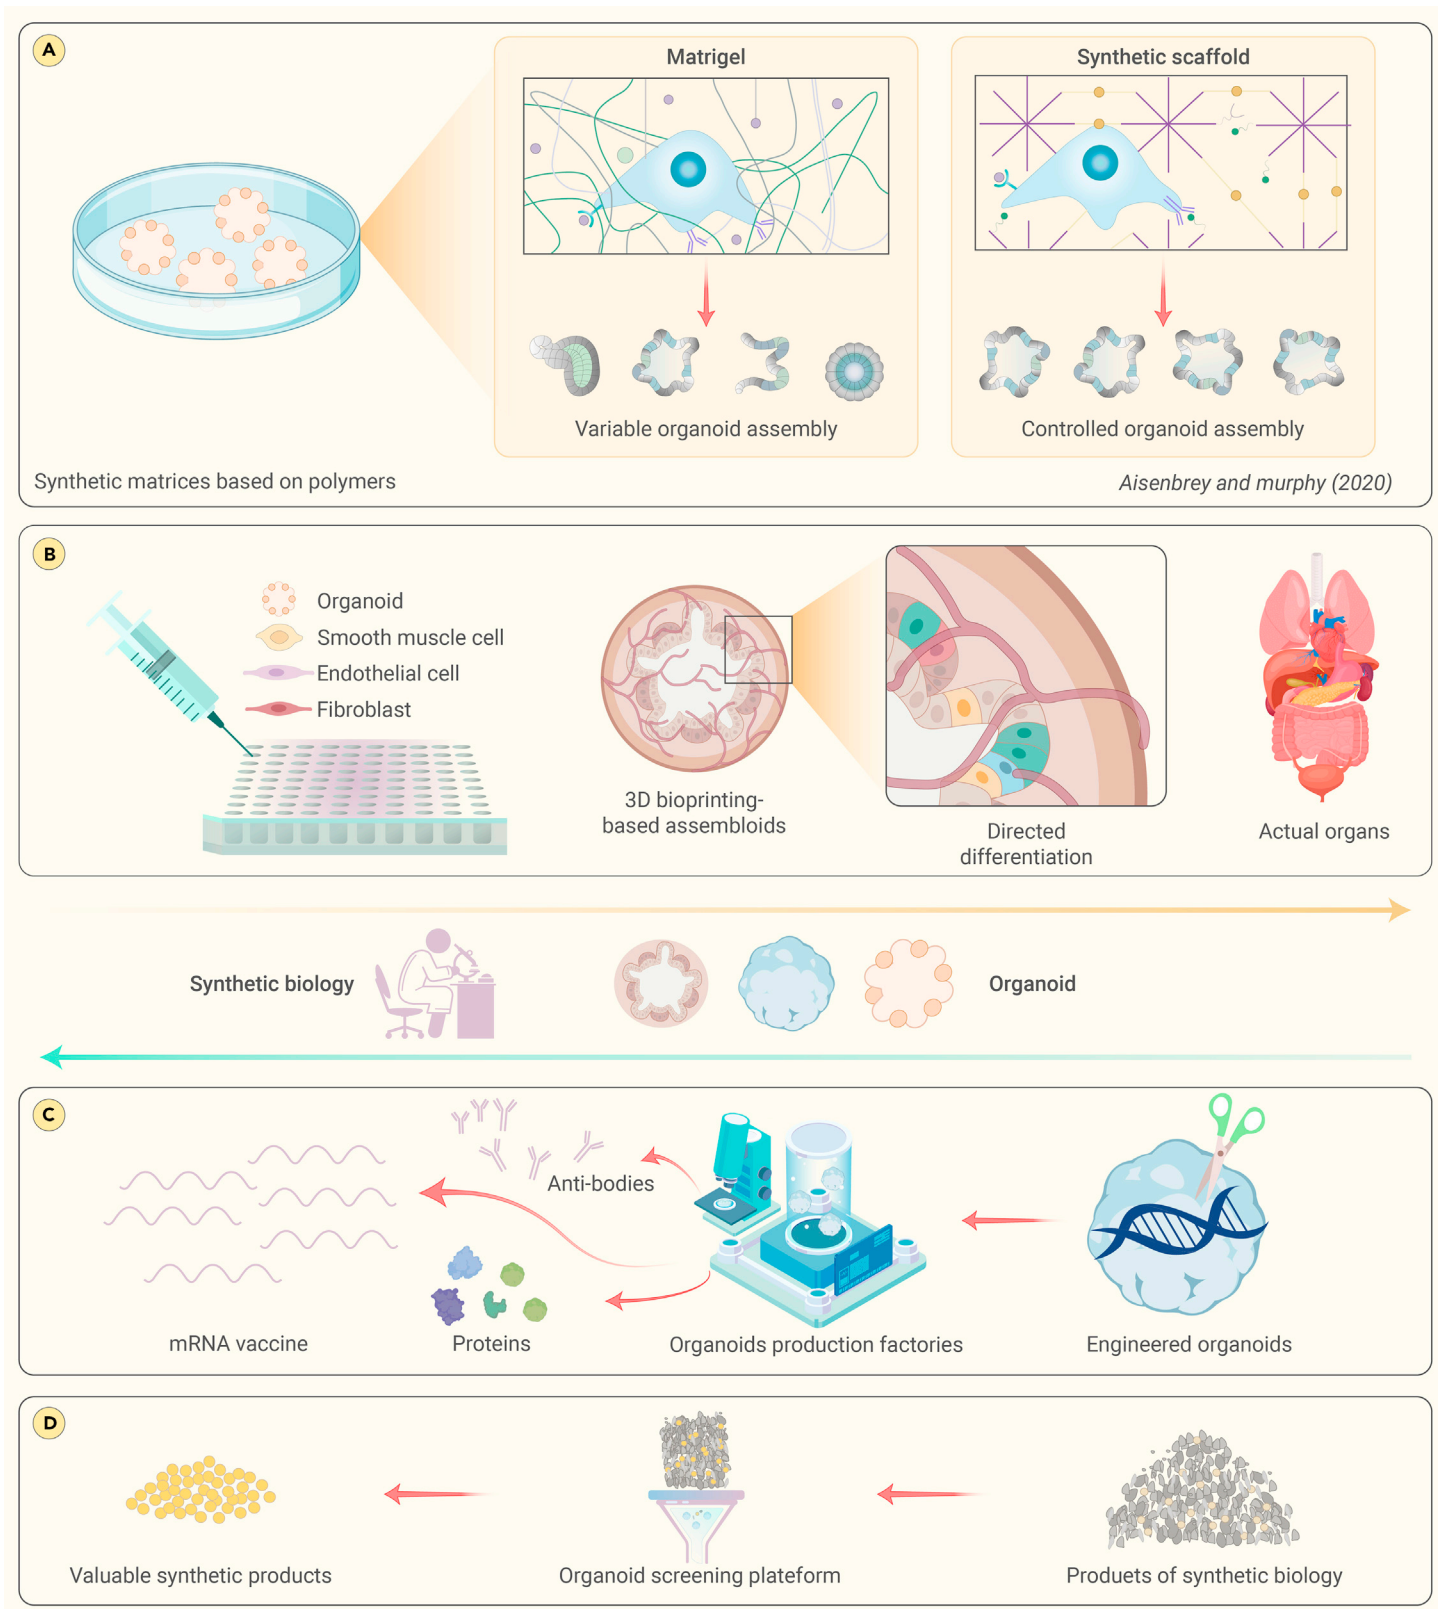 A
Matrigel
Synthetic scaffold
Variable organoid assembly
Controlled organoid assembly
Synthetic matrices based on polymers
Aisenbrey and murphy (2020)
B
Organoid
Smooth muscle cell
Endothelial cell
Fibroblast
3D bioprinting-
based assembloids
Directed
differentiation
Actual organs
Synthetic biology
Organoid
C
Anti-bodies
mRNA vaccine
Proteins
Organoids production factories
Engineered organoids
D
Valuable synthetic products
Organoid screening plateform
Produets of synthetic biology